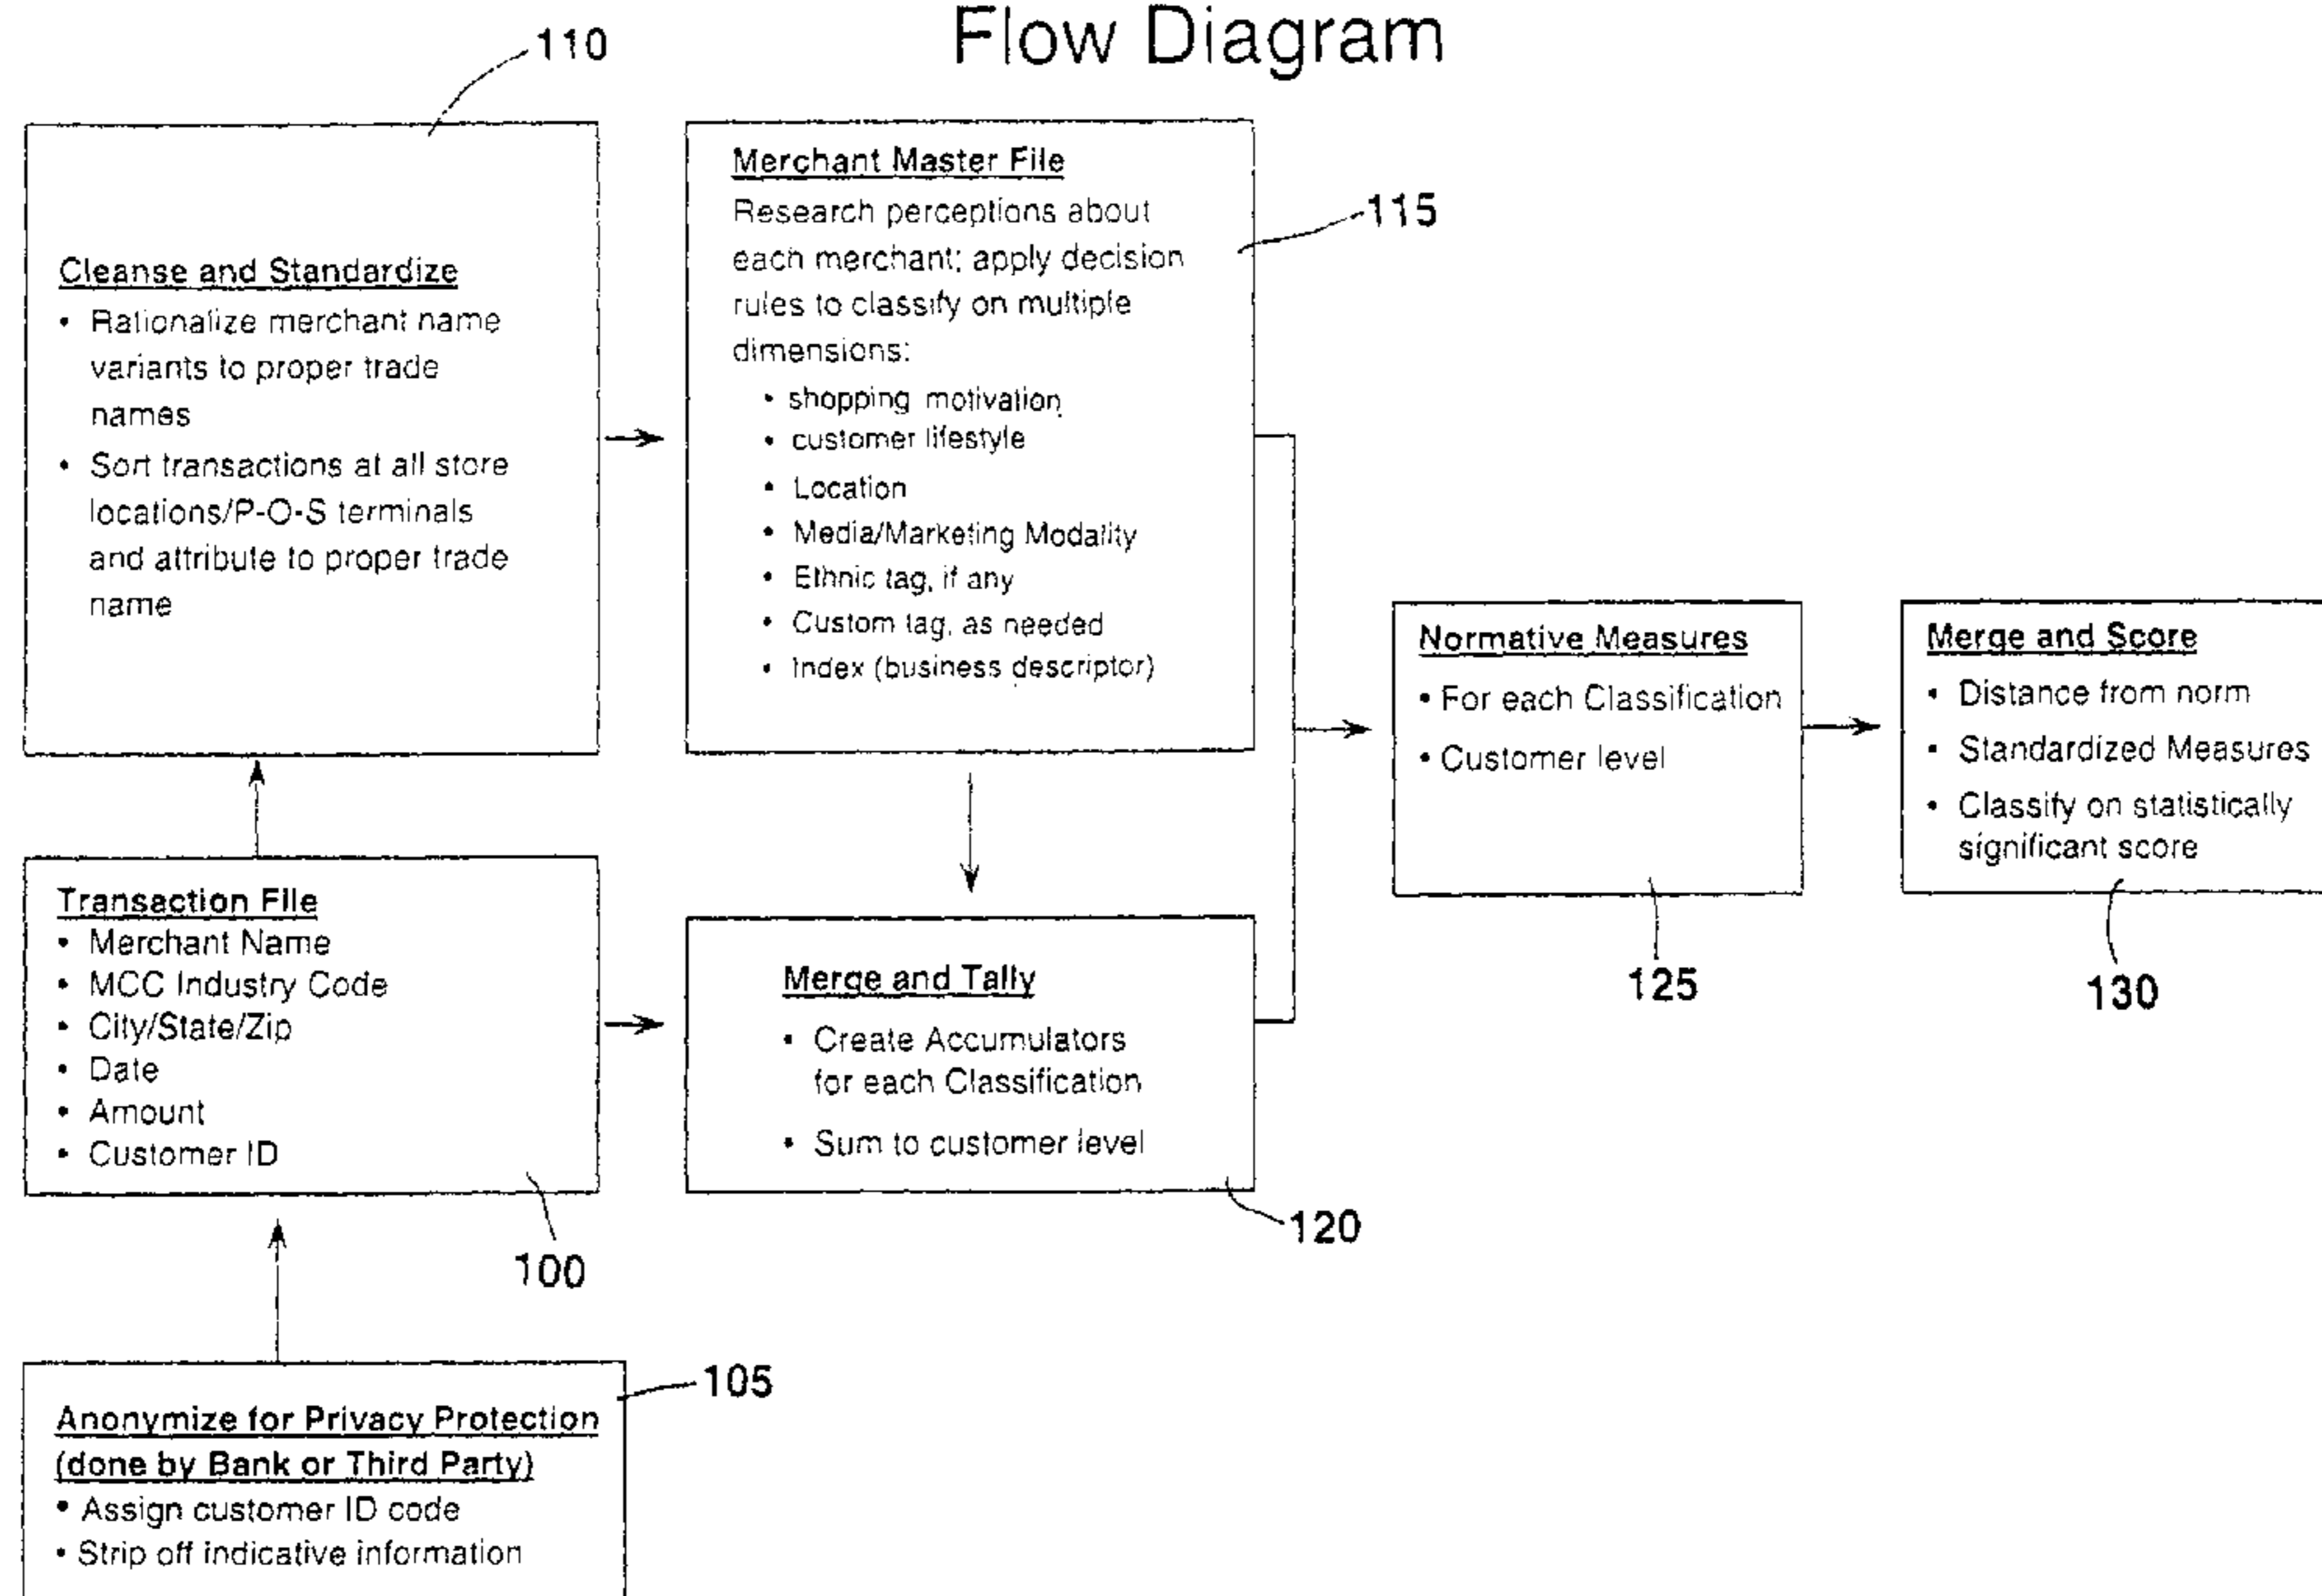 Flow Diagram
110
Cleanse and Standardize
• Rationalize merchant name
variants to proper trade
names
• Sort transactions at all store
locations/P-O-S terminals
and attribute to proper trade
name
Merchant Master File
Research perceptions about
each merchant; apply decision
rules to classify on multiple
dimensions:
• shopping motivation
• customer lifestyle
• Location
• Media/Marketing Modality
• Ethnic tag, if any
• Custom tag, as needed
• Index (business descriptor)
115
Transaction File
• Merchant Name
• MCC Industry Code
• City/State/Zip
• Date
• Amount
• Customer ID
100
Merge and Tally
• Create Accumulators
for each Classification
• Sum to customer level
120
Normative Measures
• For each Classification
• Customer level
125
Merge and Score
• Distance from norm
• Standardized Measures
• Classify on statistically
significant score
130
105
Anonymize for Privacy Protection
(done by Bank or Third Party)
• Assign customer ID code
• Strip off indicative information